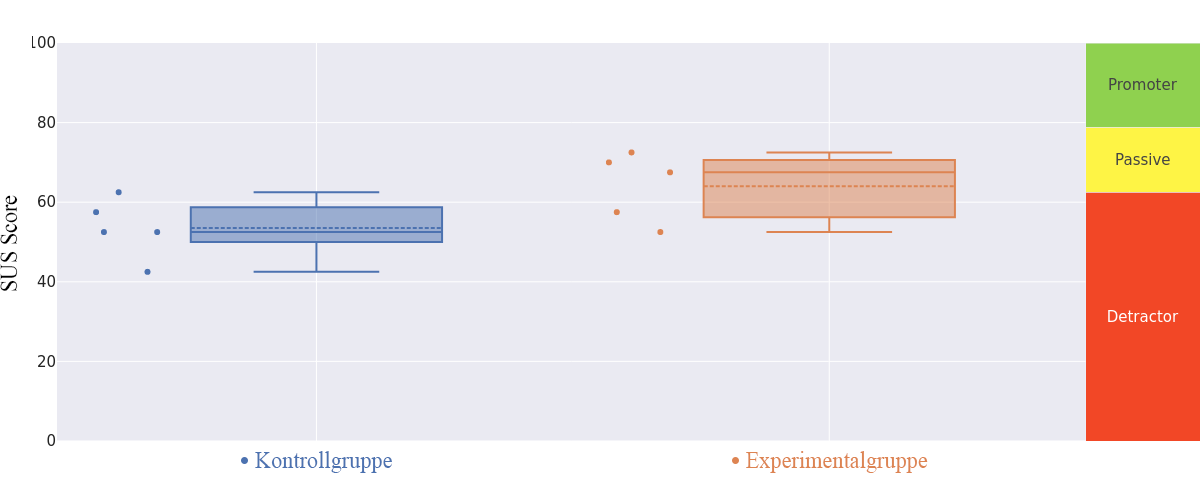 100
80
60
40
20
0
SUS Score
Promoter
Passive
Detractor
Kontrollgruppe
Experimentalgruppe